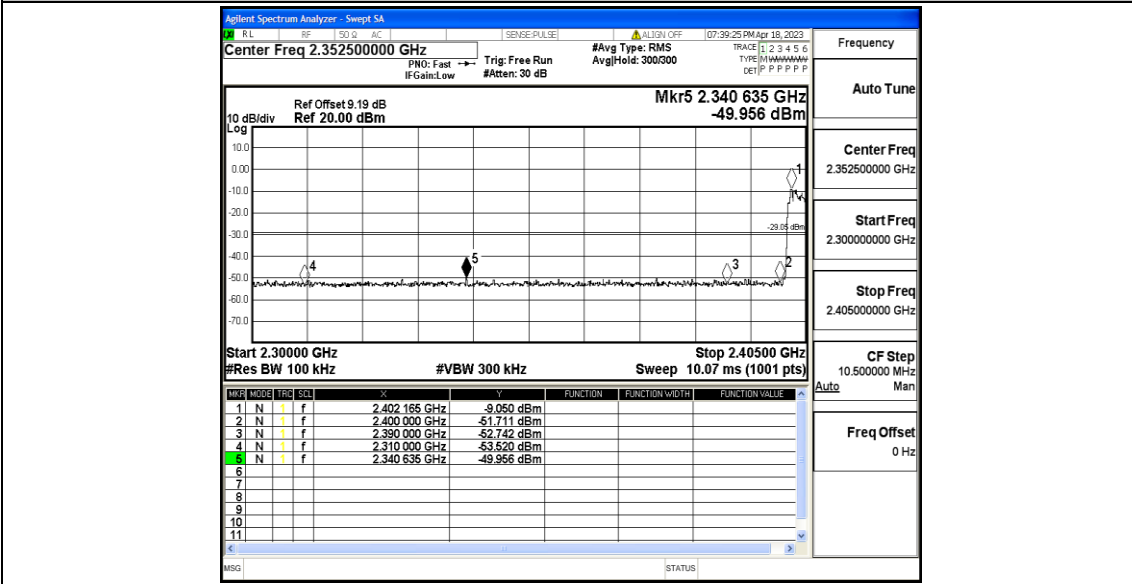 Agilent Spectrum Analyzer - Swept SA
RL RF 50 Ω AC SENSE:PULSE ALIGN OFF 07:39:25 PM Apr 18, 2023
Center Freq 2.352500000 GHz
PNO: Fast
IFGain:Low
Trig: Free Run
#Atten: 30 dB
#Avg Type: RMS
Avg|Hold: 300/300
TRACE 1 2 3 4 5 6
TYPE M
DET P P P P P P
Mkr5 2.340 635 GHz
-49.956 dBm
Ref Offset 9.19 dB
10 dB/div Ref 20.00 dBm
Log
10.0
0.00
-10.0
-20.0
-30.0
-40.0
-50.0
-60.0
-70.0
1
-29.05 dBm
4
5
3
2
Start 2.30000 GHz Stop 2.40500 GHz
#Res BW 100 kHz #VBW 300 kHz Sweep 10.07 ms (1001 pts)
MKR MODE TRC SCL X Y FUNCTION FUNCTION WIDTH FUNCTION VALUE
1 N 1 f 2.402 165 GHz -9.050 dBm
2 N 1 f 2.400 000 GHz -51.711 dBm
3 N 1 f 2.390 000 GHz -52.742 dBm
4 N 1 f 2.310 000 GHz -53.520 dBm
5 N 1 f 2.340 635 GHz -49.956 dBm
6
7
8
9
10
11
MSG STATUS
Frequency
Auto Tune
Center Freq
2.352500000 GHz
Start Freq
2.300000000 GHz
Stop Freq
2.405000000 GHz
CF Step
10.500000 MHz
Auto Man
Freq Offset
0 Hz